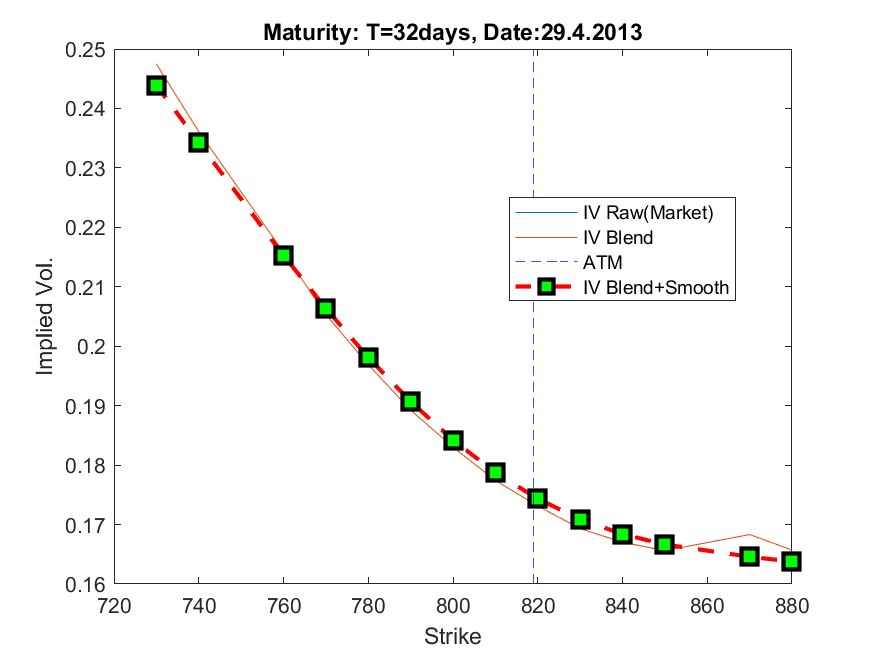 Maturity: T=32days, Date:29.4.2013
0.25
0.24
0.23
0.22
0.21
0.2
0.19
0.18
0.17
0.16
Implied Vol.
IV Raw(Market)
IV Blend
ATM
IV Blend+Smooth
720 740 760 780 800 820 840 860 880
Strike